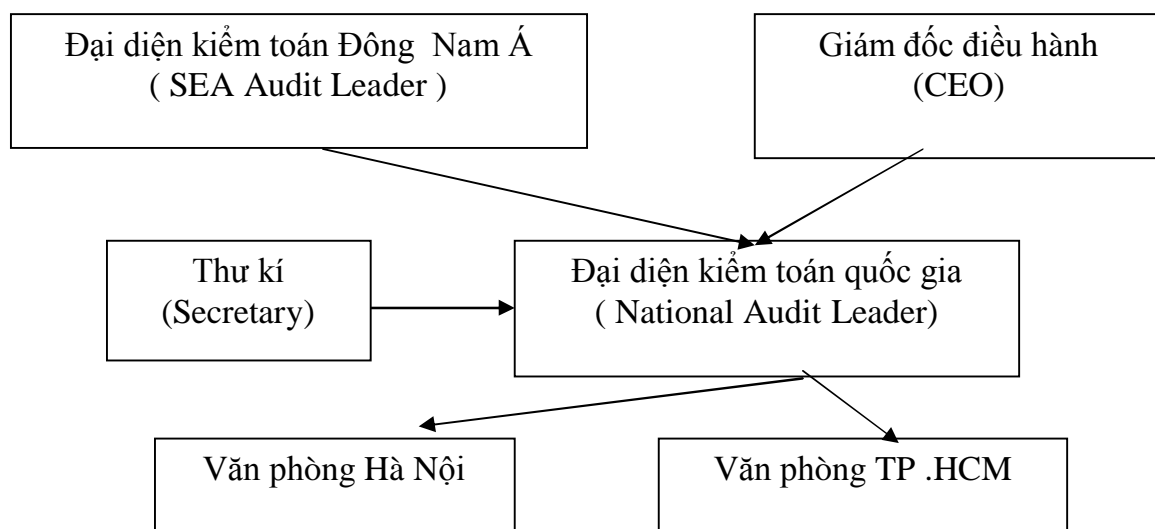 Đại diện kiểm toán Đông Nam Á
( SEA Audit Leader )
Giám đốc điều hành
(CEO)
Thư kí
(Secretary)
Đại diện kiểm toán quốc gia
( National Audit Leader)
Văn phòng Hà Nội
Văn phòng TP .HCM